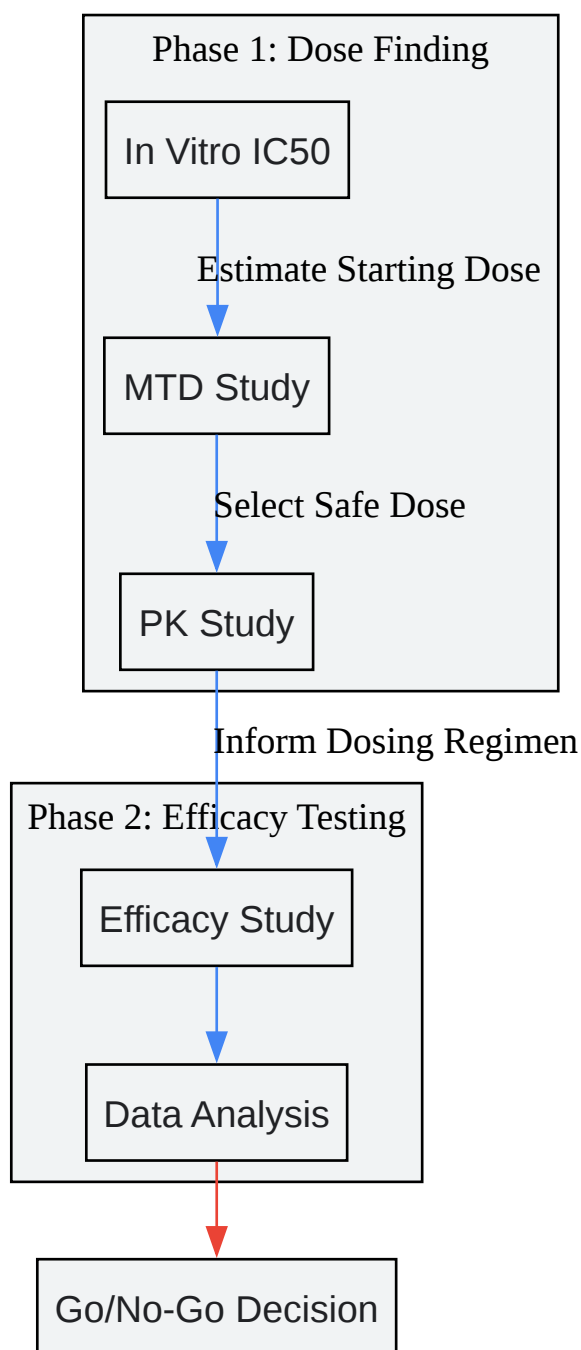 Phase 1: Dose Finding
In Vitro IC50
Estimate Starting Dose
MTD Study
Select Safe Dose
PK Study
Inform Dosing Regimen
Phase 2: Efficacy Testing
Efficacy Study
Data Analysis
Go/No-Go Decision